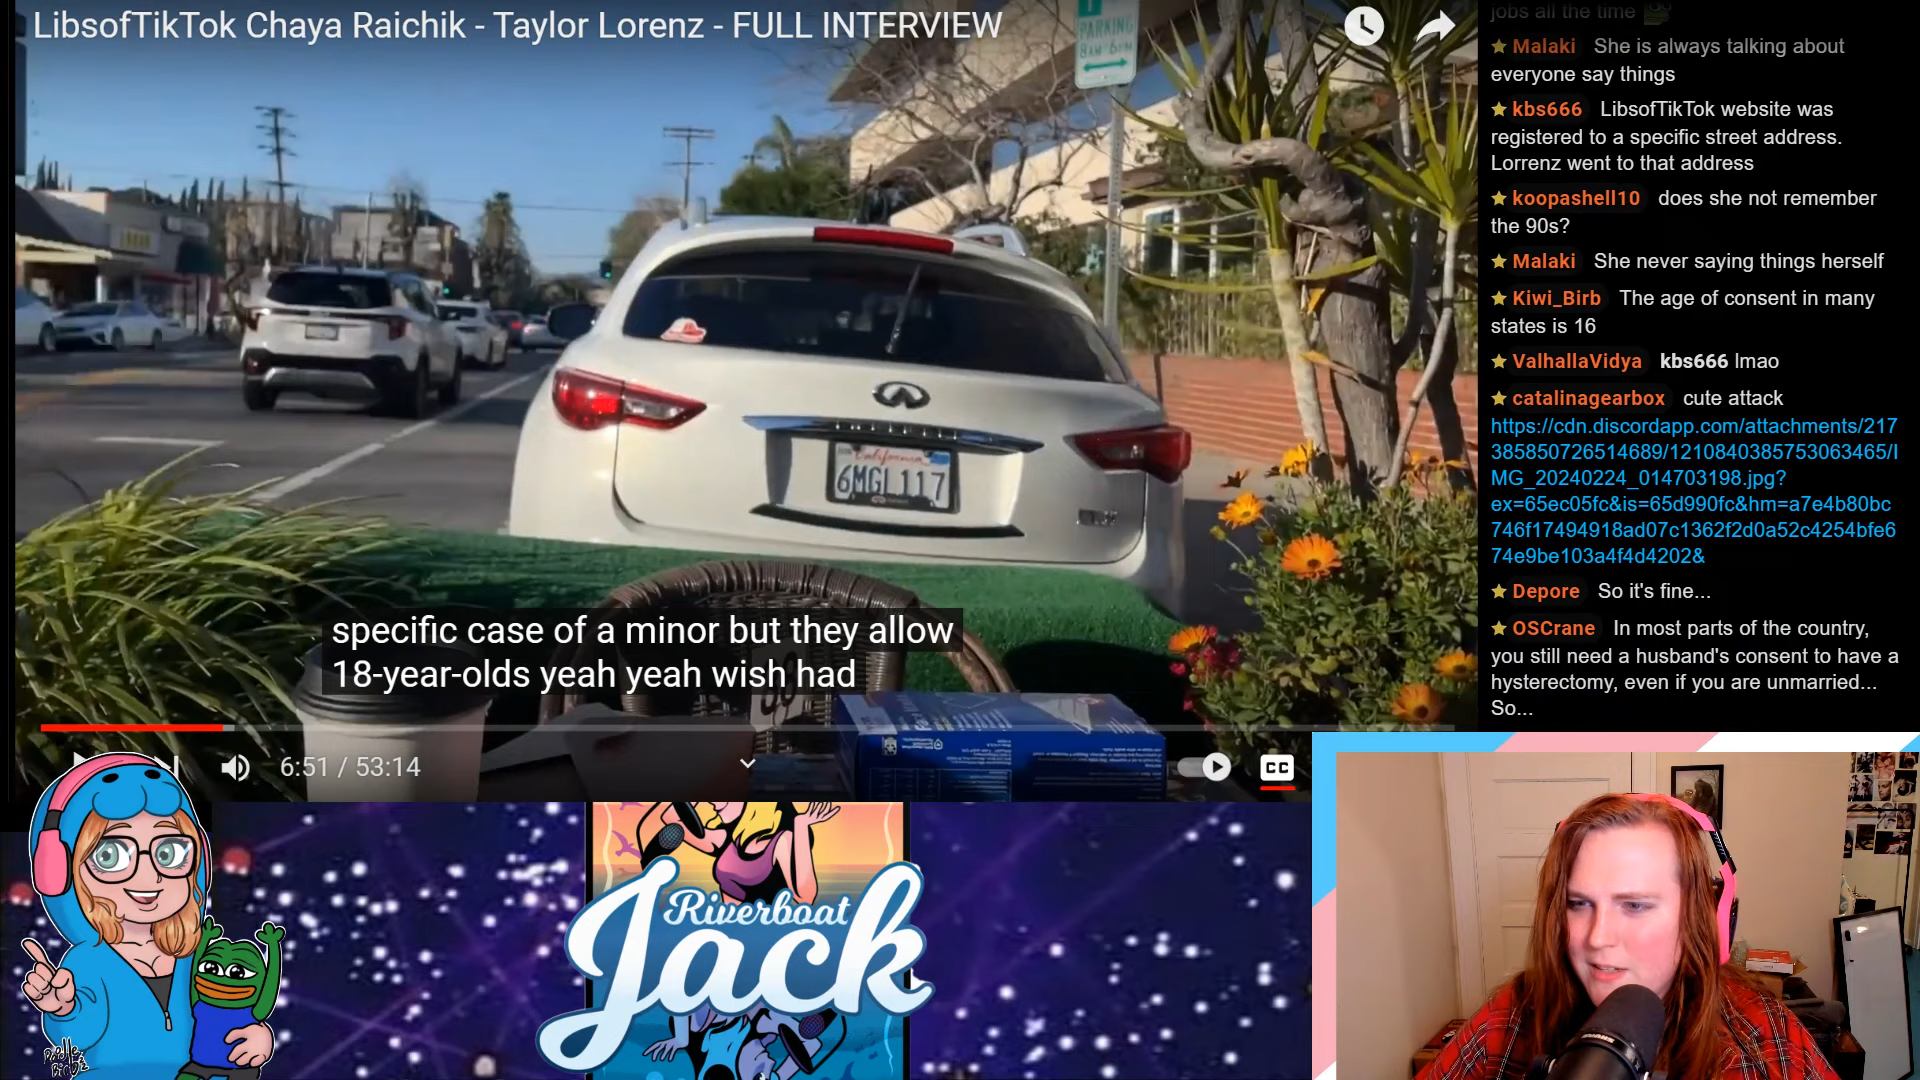 LibsofTikTok Chaya Raichik - Taylor Lorenz - FULL INTERVIEW
PARKING
8AM 6PM
California
6MGL117
specific case of a minor but they allow
18-year-olds yeah yeah wish had
6:51 / 53:14
CC
Riverboat
Jack
jobs all the time
Malaki She is always talking about
everyone say things
kbs666 LibsofTikTok website was
registered to a specific street address.
Lorrenz went to that address
koopashell10 does she not remember
the 90s?
Malaki She never saying things herself
Kiwi_Birb The age of consent in many
states is 16
ValhallaVidya kbs666 lmao
catalinagearbox cute attack
https://cdn.discordapp.com/attachments/217
385850726514689/1210840385753063465/I
MG_20240224_014703198.jpg?
ex=65ec05fc&is=65d990fc&hm=a7e4b80bc
746f17494918ad07c1362f2d0a52c4254bfe6
74e9be103a4f4d4202&
Depore So it's fine...
OSCrane In most parts of the country,
you still need a husband's consent to have a
hysterectomy, even if you are unmarried...
So...